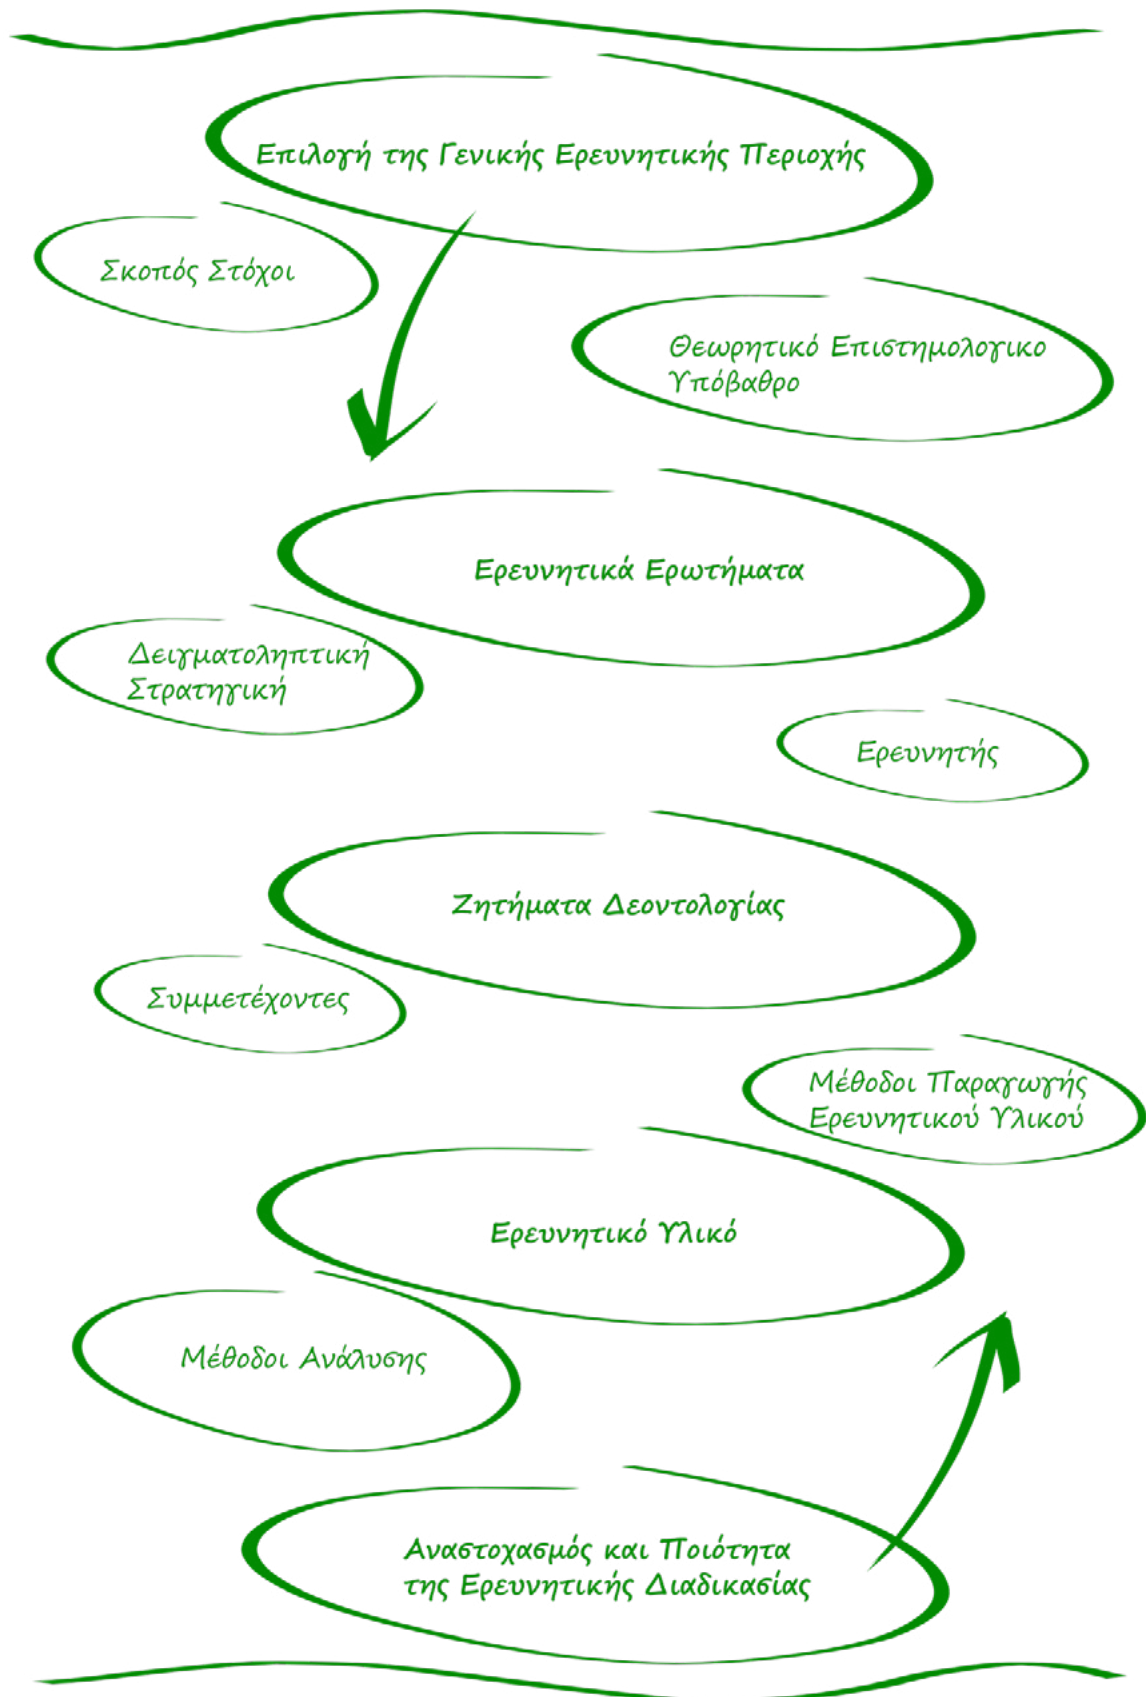 Επιλογή της Γενικής Ερευνητικής Περιοχής
Σκοπός Στόχοι
Θεωρητικό Επιστημολογικο
Υπόβαθρο
Ερευνητικά Ερωτήματα
Δειγματοληπτική
Στρατηγική
Ερευνητής
Ζητήματα Δεοντολογίας
Συμμετέχοντες
Μέθοδοι Παραγωγής
Ερευνητικού Υλικού
Ερευνητικό Υλικό
Μέθοδοι Ανάλυσης
Αναστοχασμός και Ποιότητα
της Ερευνητικής Διαδικασίας